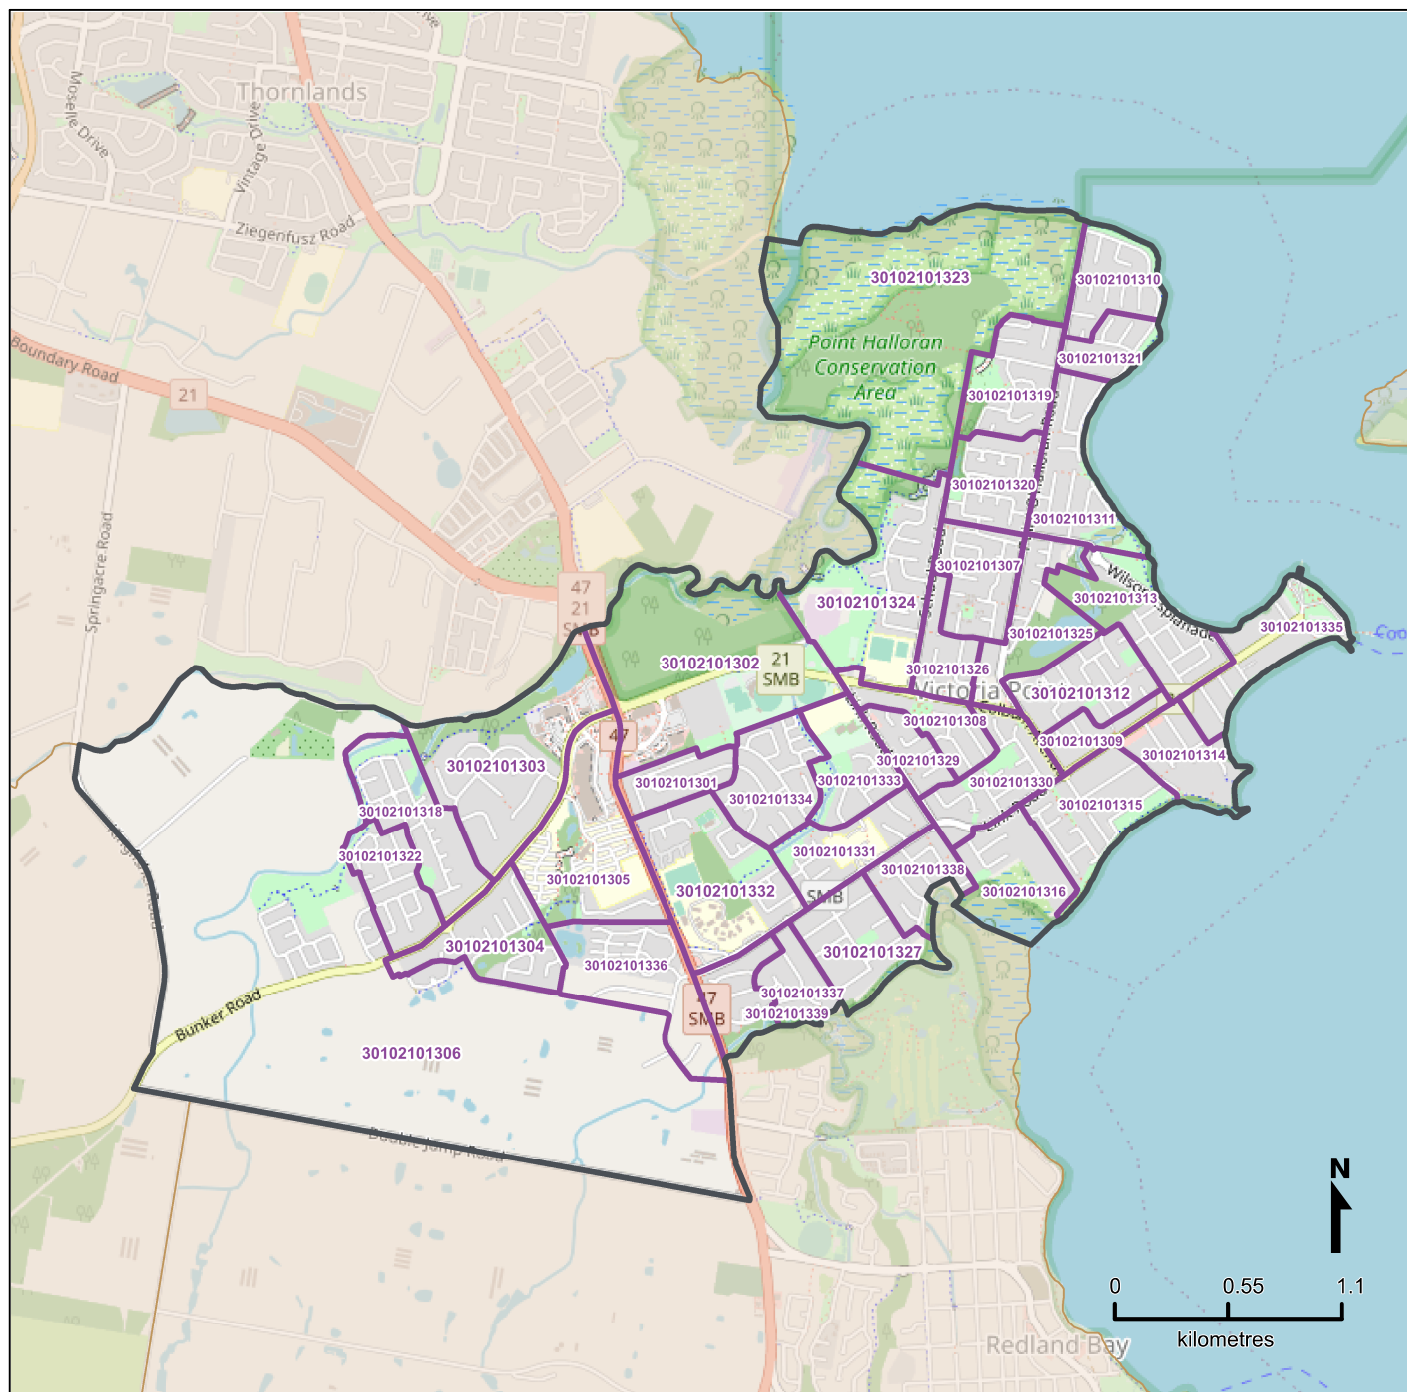 Thornlands
Moselle Drive
Vintage Drive
Ziegenfusz Road
Boundary Road
21
Springacre Road
47
21
SMB
30102101323
Point Halloran
Conservation
Area
30102101310
30102101321
30102101319
30102101320
30102101311
30102101307
Wilson Esplanade
30102101313
30102101324
30102101325
30102101335
30102101302
21
SMB
30102101326
30102101312
30102101308
30102101309
30102101314
47
30102101303
30102101301
30102101329
30102101333
30102101330
30102101334
30102101315
Link Road
30102101318
30102101322
30102101331
30102101305
30102101332
30102101338
30102101316
SMB
30102101304
30102101336
30102101327
30102101337
30102101339
47
SMB
Bunker Road
30102101306
N
0 0.55 1.1
kilometres
Redland Bay